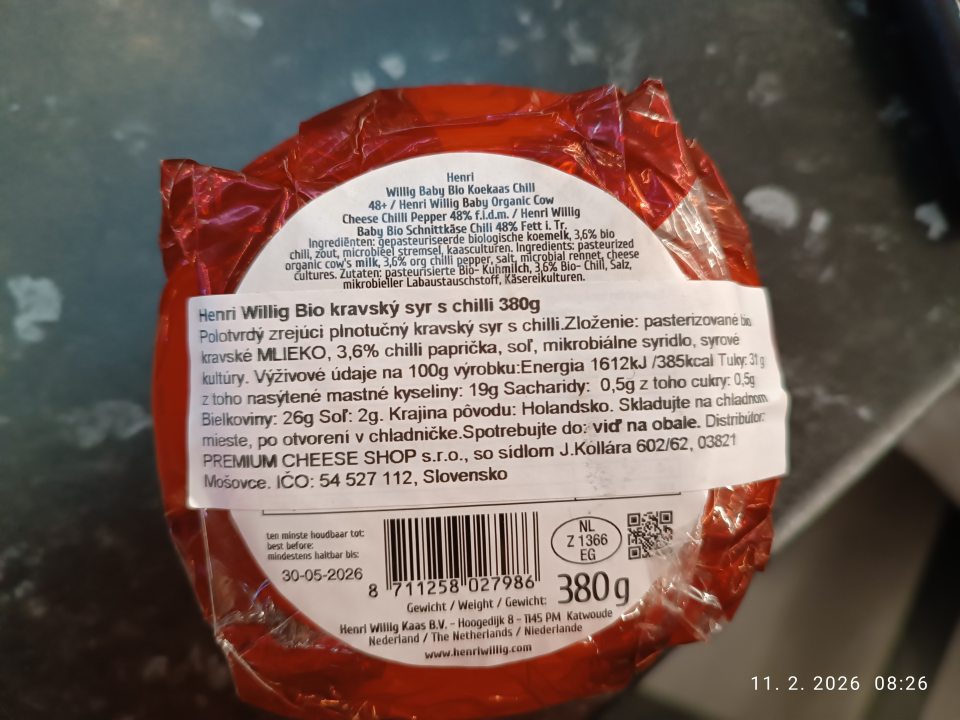 Henri
Willig Baby Bio Koekaas Chili
48+ / Henri Willig Baby Organic Cow
Cheese Chilli Pepper 48% f.i.d.m. / Henri Willig
Baby Bio Schnittkäse Chili 48% Fett i. Tr.
Ingrediënten: gepasteuriseerde biologische koemelk, 3,6% bio
chili, zout, microbieel stremsel, kaasculturen. Ingredients: pasteurized
organic cow's milk, 3,6% org chilli pepper, salt, microbial rennet, cheese
cultures. Zutaten: pasteurisierte Bio- Kuhmilch, 3,6% Bio- Chili, Salz,
mikrobieller Labaustauschstoff, Käsereikulturen.
Henri Willig Bio kravský syr s chilli 380g
Polotvrdý zrejúci plnotučný kravský syr s chilli.Zloženie: pasterizované bio
kravské MLIEKO, 3,6% chilli paprička, soľ, mikrobiálne syridlo, syrové
kultúry. Výživové údaje na 100g výrobku:Energia 1612kJ /385kcal Tuky: 31g
z toho nasýtené mastné kyseliny: 19g Sacharidy: 0,5g z toho cukry: 0,5g
Bielkoviny: 26g Soľ: 2g. Krajina pôvodu: Holandsko. Skladujte na chladnom
mieste, po otvorení v chladničke.Spotrebujte do: viď na obale. Distribútor:
PREMIUM CHEESE SHOP s.r.o., so sídlom J.Kollára 602/62, 03821
Mošovce. IČO: 54 527 112, Slovensko
ten minste houdbaar tot:
best before:
mindestens haltbar bis:
30-05-2026
8 711258 027986
NL
Z 1366
EG
Gewicht / Weight / Gewicht: 380g
Henri Willig Kaas B.V. - Hoogedijk 8 - 1145 PM Katwoude
Nederland / The Netherlands / Niederlande
www.henriwillig.com
11. 2. 2026 08:26